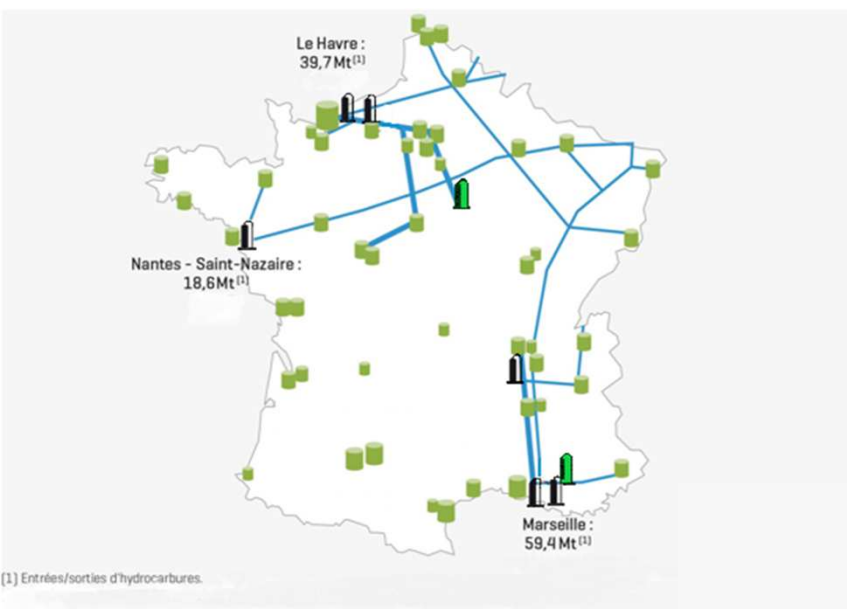 Le Havre :
39,7 Mt (1)
Nantes - Saint-Nazaire :
18,6 Mt (1)
Marseille :
59,4 Mt (1)
(1) Entrées/sorties d'hydrocarbures.